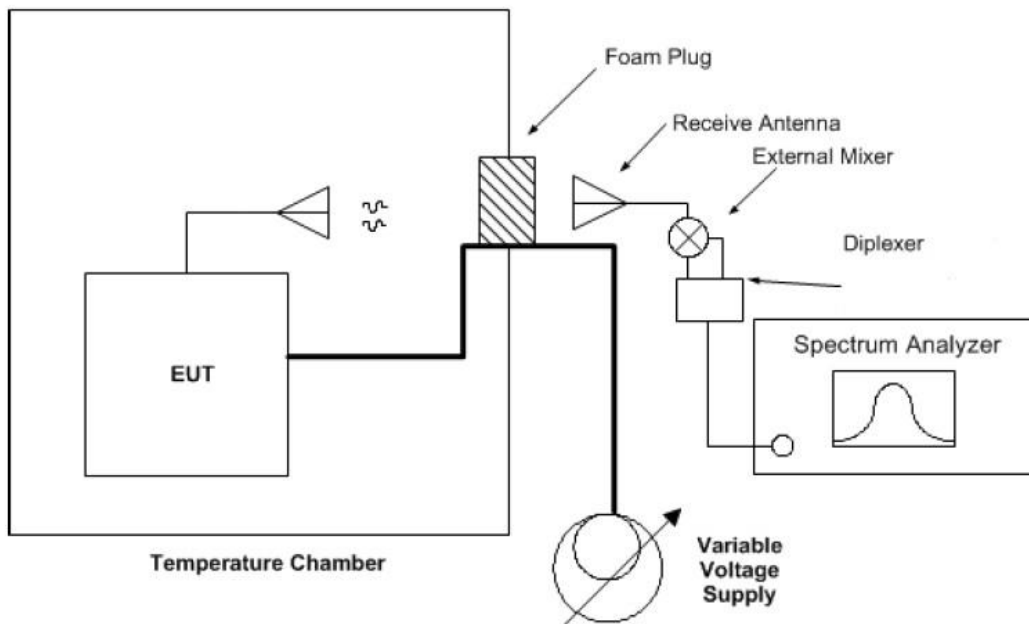 Foam Plug
Receive Antenna
External Mixer
Diplexer
Spectrum Analyzer
EUT
Temperature Chamber
Variable
Voltage
Supply